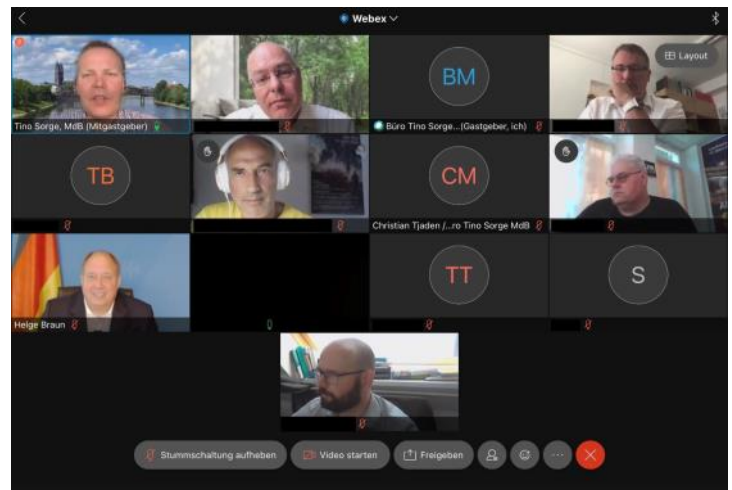 Webex
Layout
Tino Sorge, MdB (Mitgastgeber)
BM
Büro Tino Sorge...(Gastgeber, ich)
TB
CM
Christian Tjaden /...ro Tino Sorge MdB
Helge Braun
TT
S
Stummschaltung aufheben
Video starten
Freigeben